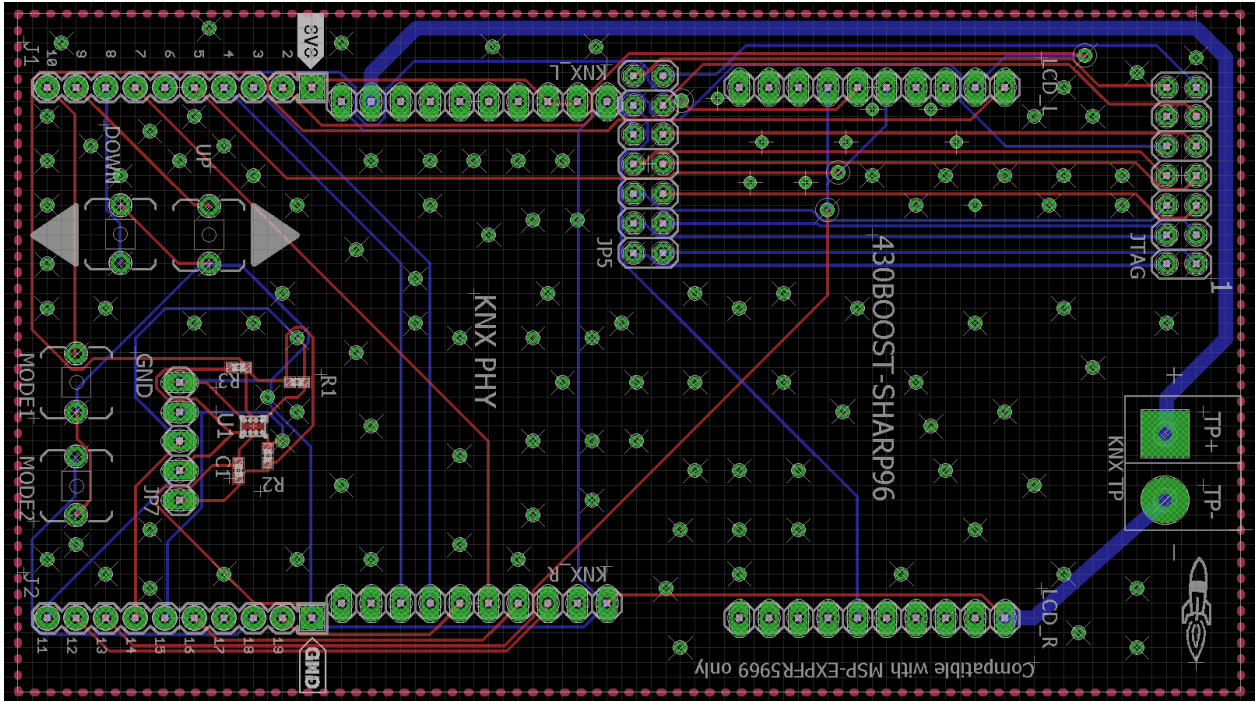 J1
10
9
8
7
6
5
4
3
2
3V3
KNX_L
LCD_L
DOWN
UP
JP5
JTAG
1
430BOOST-SHARP96
KNX PHY
MODE1
GND
C3
R1
U1
MODE2
C1
R2
JP7
+
TP+
KNX TP
TP-
-
J2
KNX_R
LCD_R
11
12
13
14
15
16
17
18
19
GND
Compatible with MSP-EXPFR5969 only